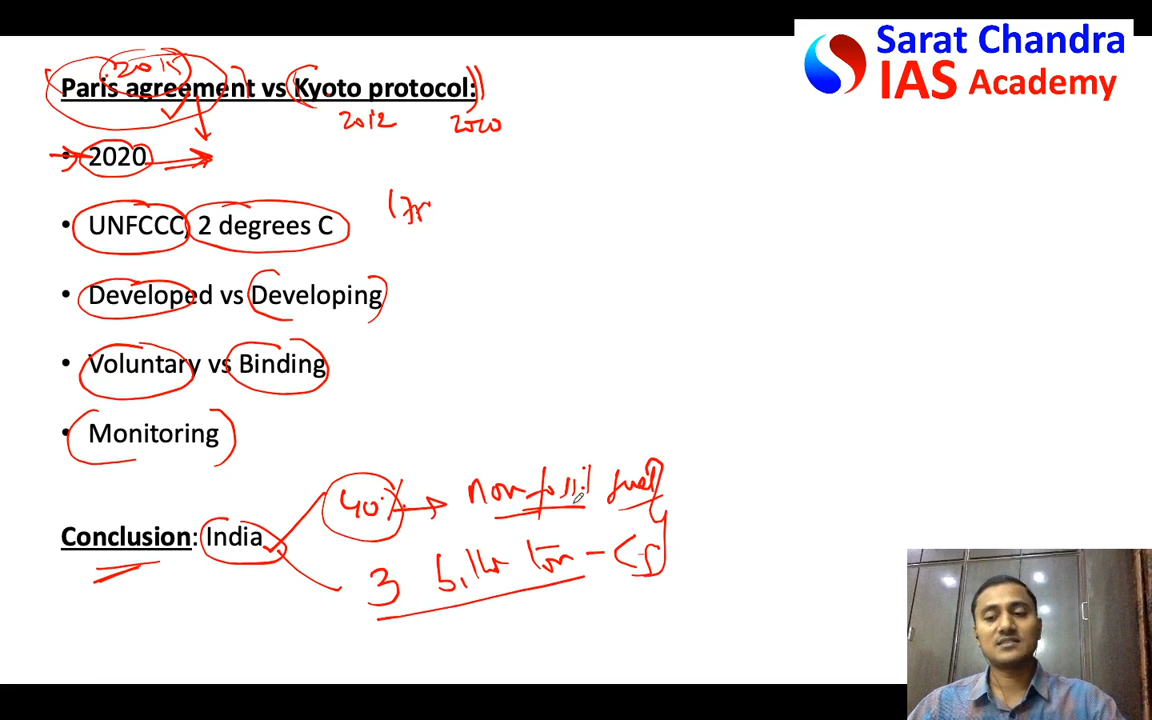 Sarat Chandra
IAS Academy
2015
Paris agreement vs Kyoto protocol:
2012 2020
• 2020
• UNFCCC, 2 degrees C
• Developed vs Developing
• Voluntary vs Binding
• Monitoring
40% → non fossil fuel
Conclusion: India
3 billion ton -